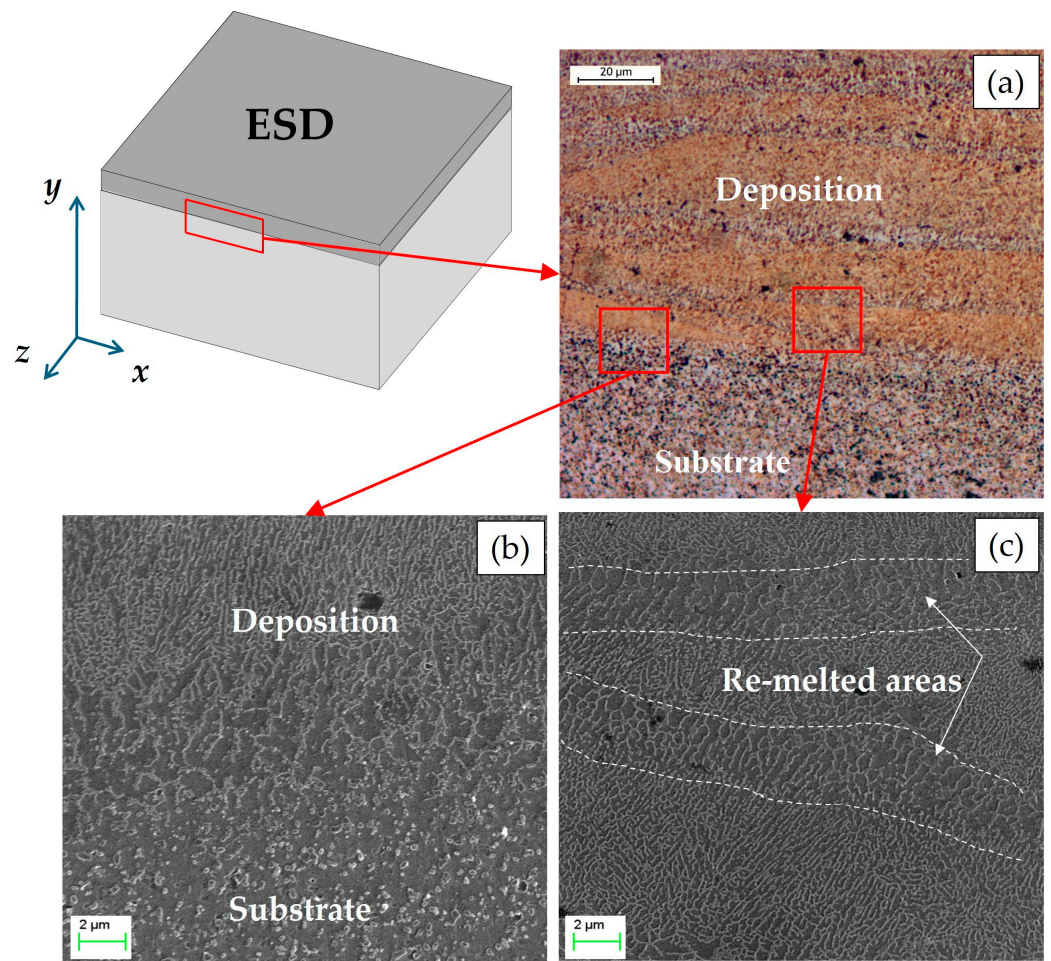 ESD
y
z
x
20 µm
(a)
Deposition
Substrate
(b)
Deposition
Substrate
2 µm
(c)
Re-melted areas
2 µm